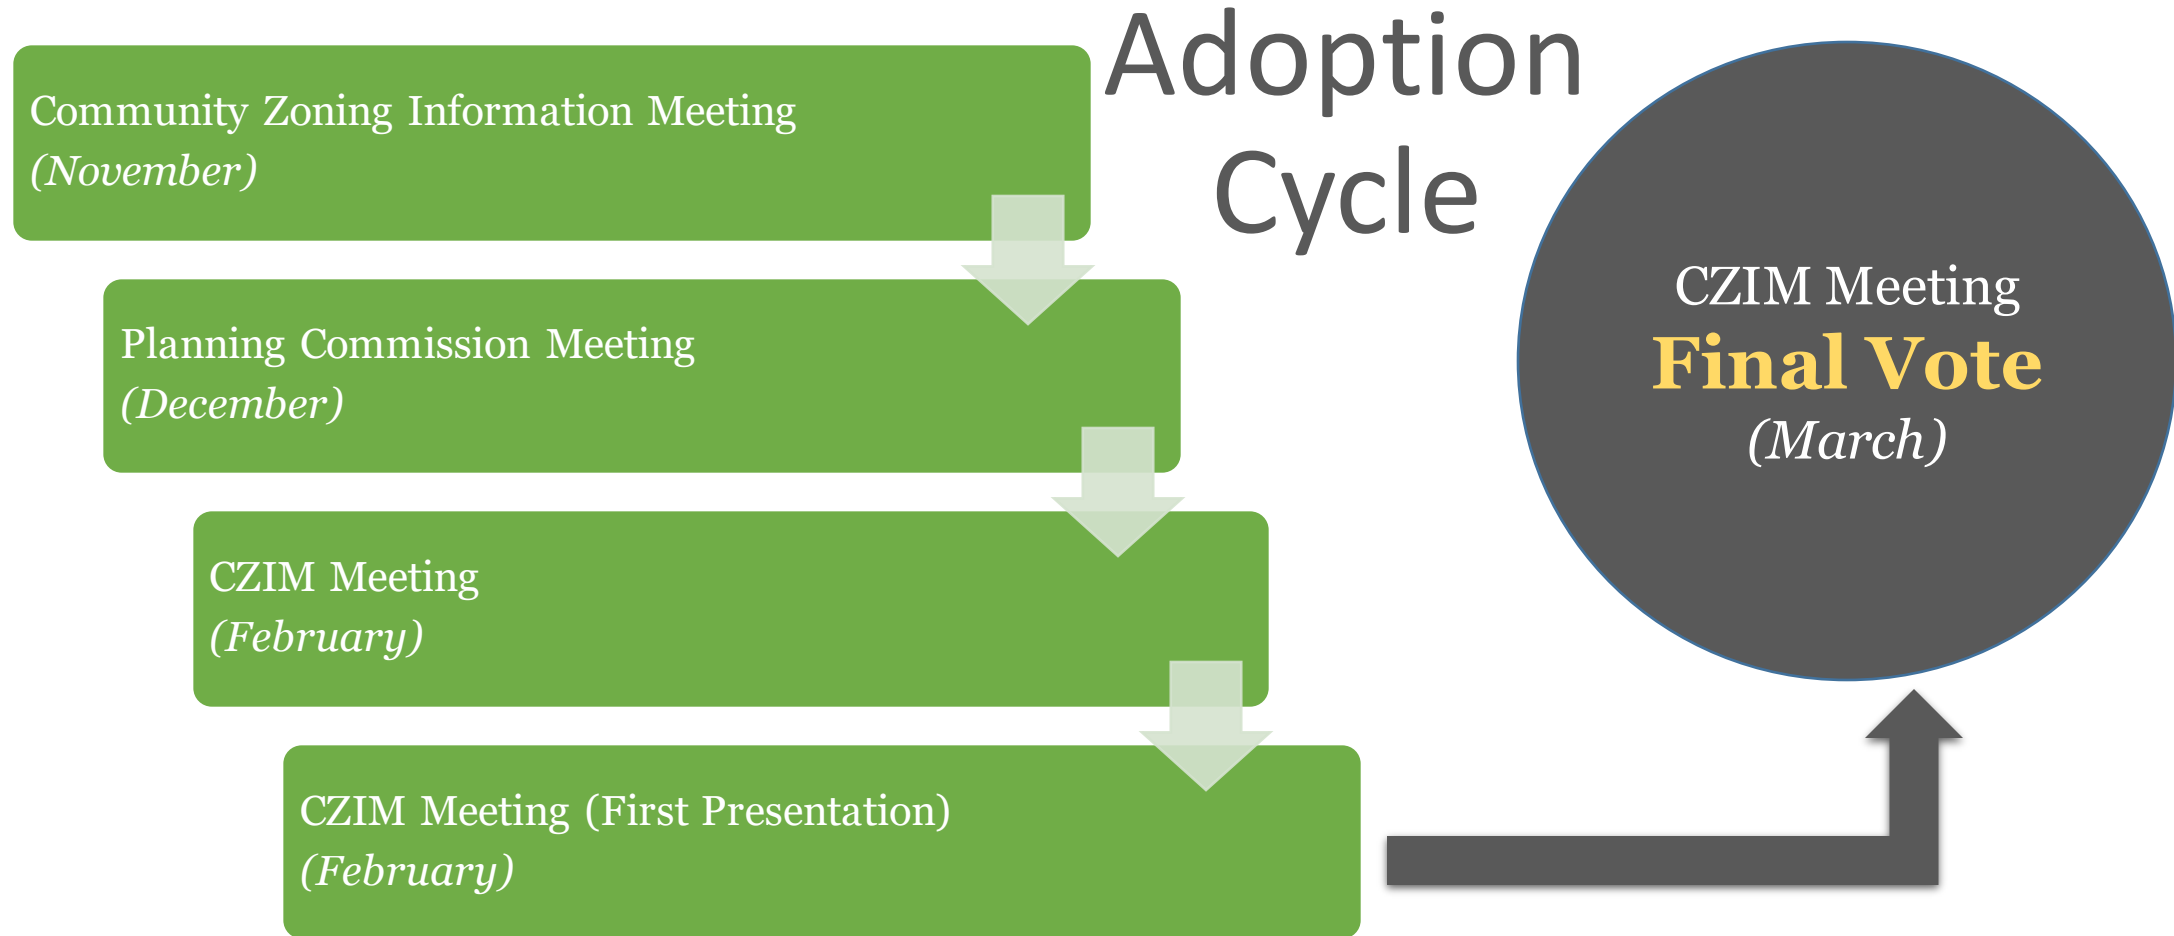 Adoption
Cycle
Community Zoning Information Meeting
(November)
Planning Commission Meeting
(December)
CZIM Meeting
(February)
CZIM Meeting (First Presentation)
(February)
CZIM Meeting
Final Vote
(March)